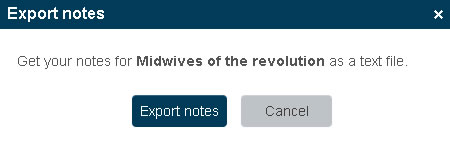 Export notes ×
Get your notes for Midwives of the revolution as a text file.
Export notes Cancel